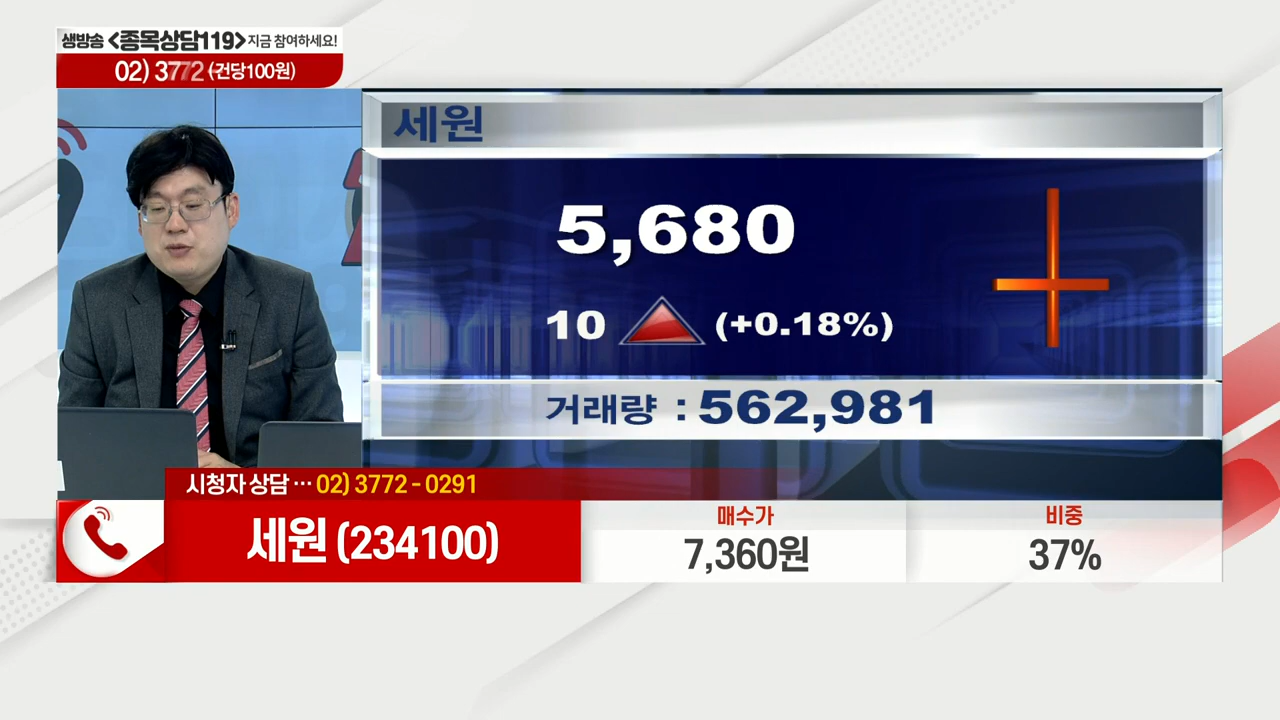 생방송 <종목상담119> 지금 참여하세요!
02) 3772 (건당100원)
세원
5,680
10 (+0.18%)
거래량 : 562,981
시청자 상담 … 02) 3772 - 0291
세원 (234100)
매수가
7,360원
비중
37%